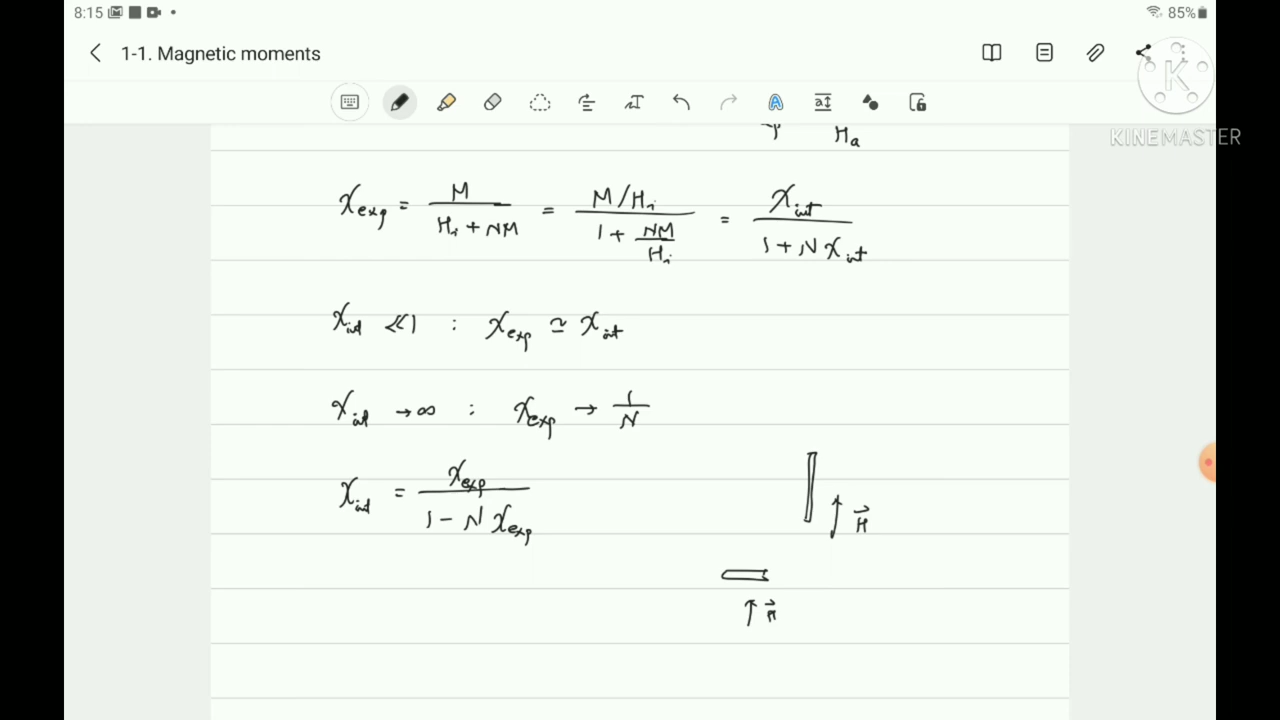 8:15
85%
1-1. Magnetic moments
KINEMASTER
Hₐ
χ_exp = M / (H_i + NM) = (M/H_i) / (1 + NM/H_i) = χ_int / (1 + N χ_int)
χ_int ≪ 1 : χ_exp ≃ χ_int
χ_int → ∞ : χ_exp → 1/N
χ_int = χ_exp / (1 - N χ_exp)
↑ H⃗
↑ H⃗